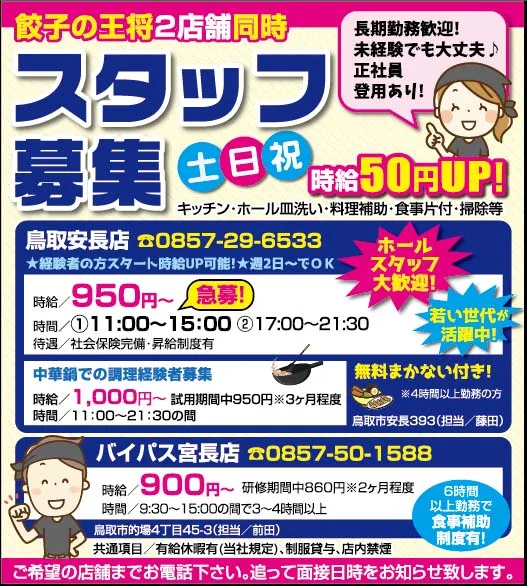 餃子の王将2店舗同時
スタッフ
募集
長期勤務歓迎!
未経験でも大丈夫♪
正社員
登用あり!
土日祝
時給50円UP!
キッチン・ホール皿洗い・料理補助・食事片付・掃除等
鳥取安長店 ☎0857-29-6533
★経験者の方スタート時給UP可能!★週2日~でOK
ホール
スタッフ
大歓迎!
時給/950円~ 急募!
時間/①11:00~15:00 ②17:00~21:30
待遇/社会保険完備・昇給制度有
若い世代が
活躍中!
中華鍋での調理経験者募集
時給/1,000円~ 試用期間中950円※3ヶ月程度
時間/11:00~21:30の間
無料まかない付き!
※4時間以上勤務の方
鳥取市安長393(担当/藤田)
バイパス宮長店 ☎0857-50-1588
時給/900円~ 研修期間中860円※2ヶ月程度
時間/9:30~15:00の間で3~4時間以上
鳥取市的場4丁目45-3(担当/前田)
共通項目/有給休暇有(当社規定)、制服貸与、店内禁煙
6時間
以上勤務で
食事補助
制度有!
ご希望の店舗までお電話下さい。追って面接日時をお知らせ致します。